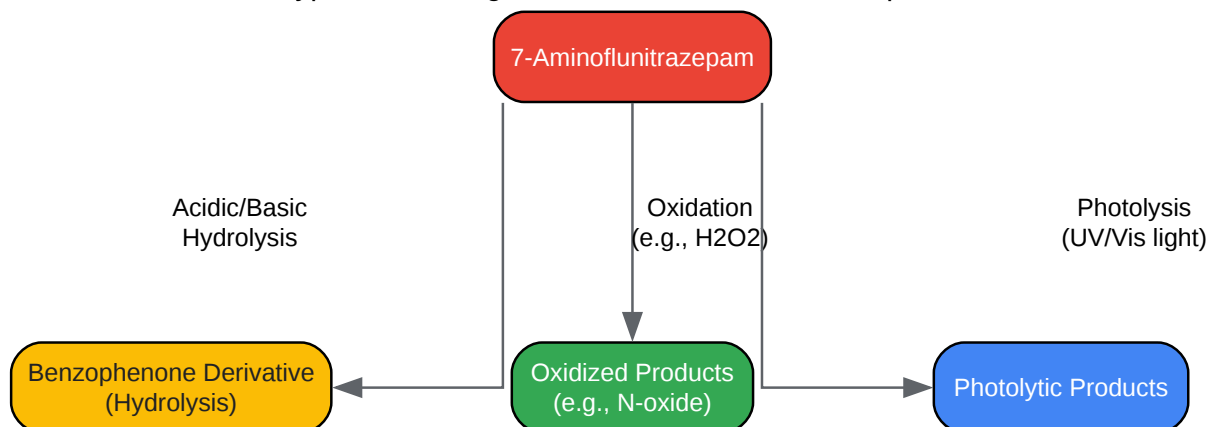 7-Aminoflunitrazepam
Acidic/Basic
Hydrolysis
Oxidation
(e.g., H2O2)
Photolysis
(UV/Vis light)
Benzophenone Derivative
(Hydrolysis)
Oxidized Products
(e.g., N-oxide)
Photolytic Products